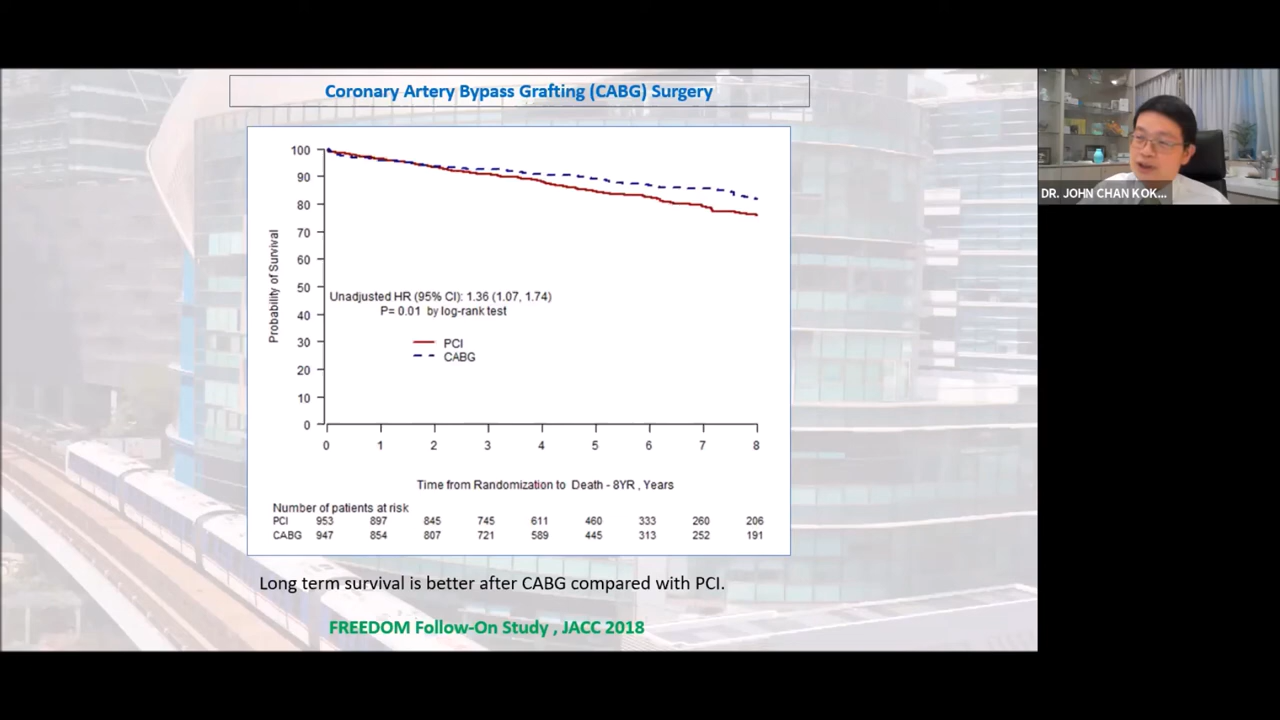 Coronary Artery Bypass Grafting (CABG) Surgery
100
90
80
70
60
50
40
30
20
10
0
Probability of Survival
Unadjusted HR (95% CI): 1.36 (1.07, 1.74)
P= 0.01 by log-rank test
PCI
CABG
0 1 2 3 4 5 6 7 8
Time from Randomization to Death - 8YR , Years
Number of patients at risk
PCI 953 897 845 745 611 460 333 260 206
CABG 947 854 807 721 589 445 313 252 191
Long term survival is better after CABG compared with PCI.
FREEDOM Follow-On Study , JACC 2018
DR. JOHN CHAN KOK...